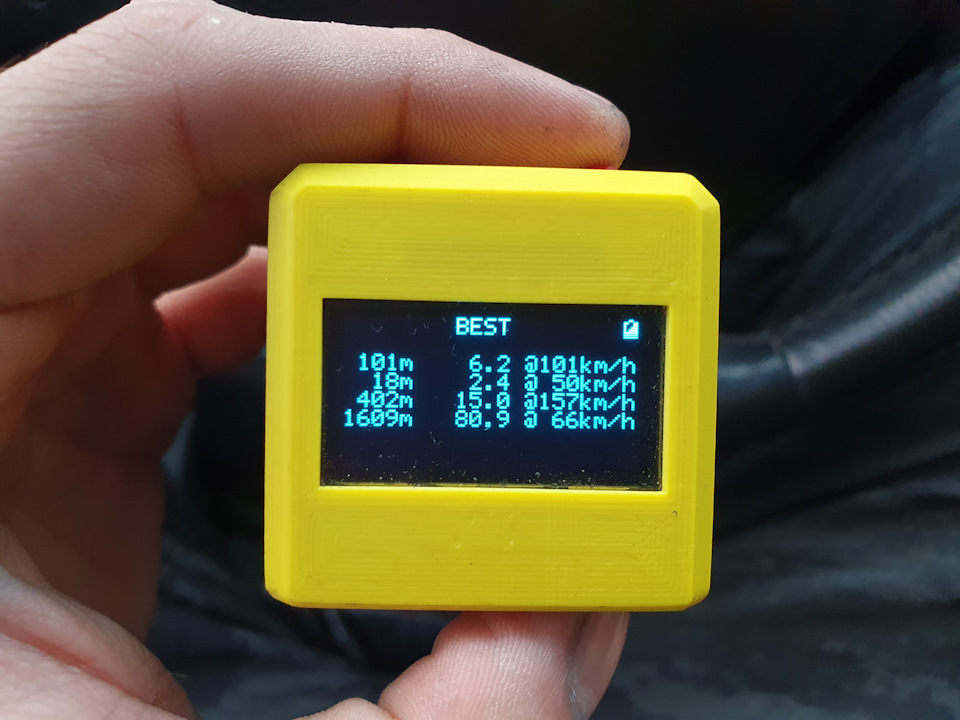 BEST
101m 6.2 @101km/h
18m 2.4 @ 50km/h
402m 15.0 @157km/h
1609m 80,9 @ 66km/h